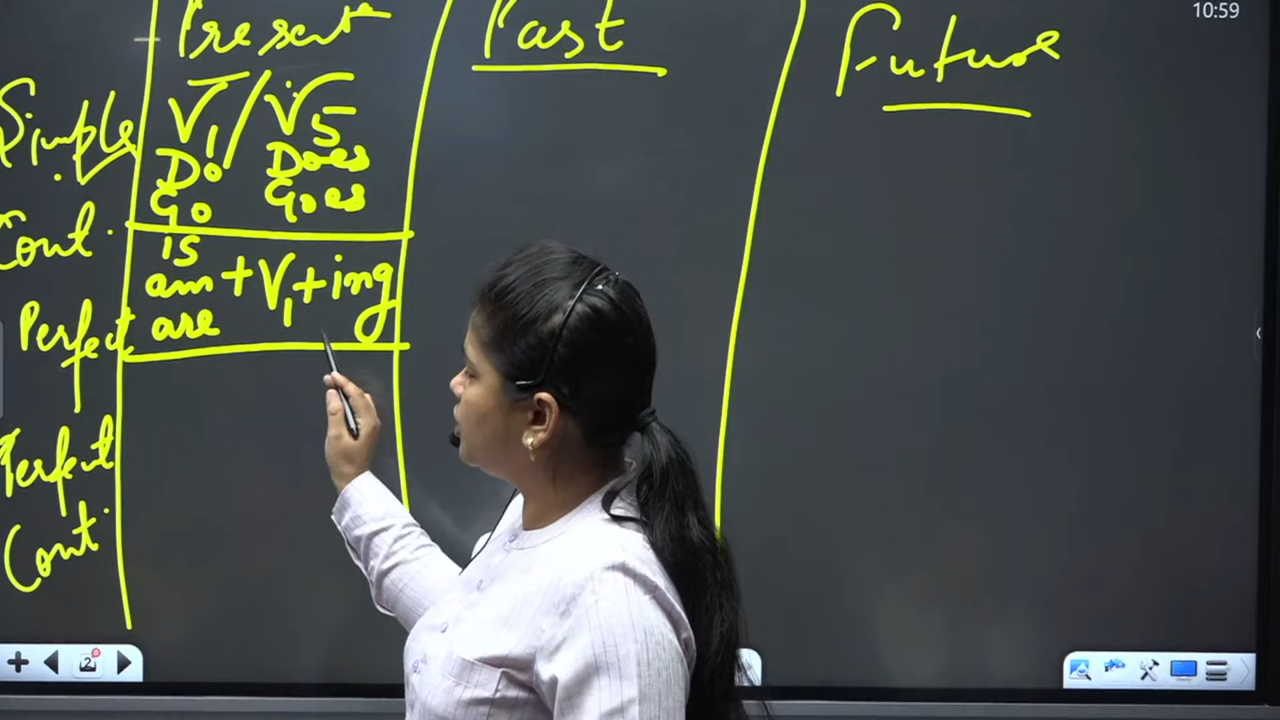 10:59
Present Past Future
Simple V1/V5
Do Does
Go Goes
Cont. is
am + V1 + ing
are
Perfect
Perfect
Cont.
2